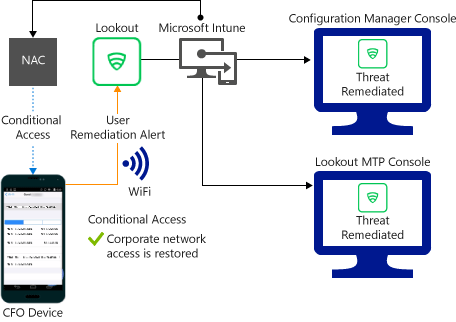 Configuration Manager Console
Lookout
Microsoft Intune
NAC
Threat
Remediated
Conditional
Access
User
Remediation Alert
WiFi
Lookout MTP Console
Threat
Remediated
Conditional Access
Corporate network
access is restored
CFO Device